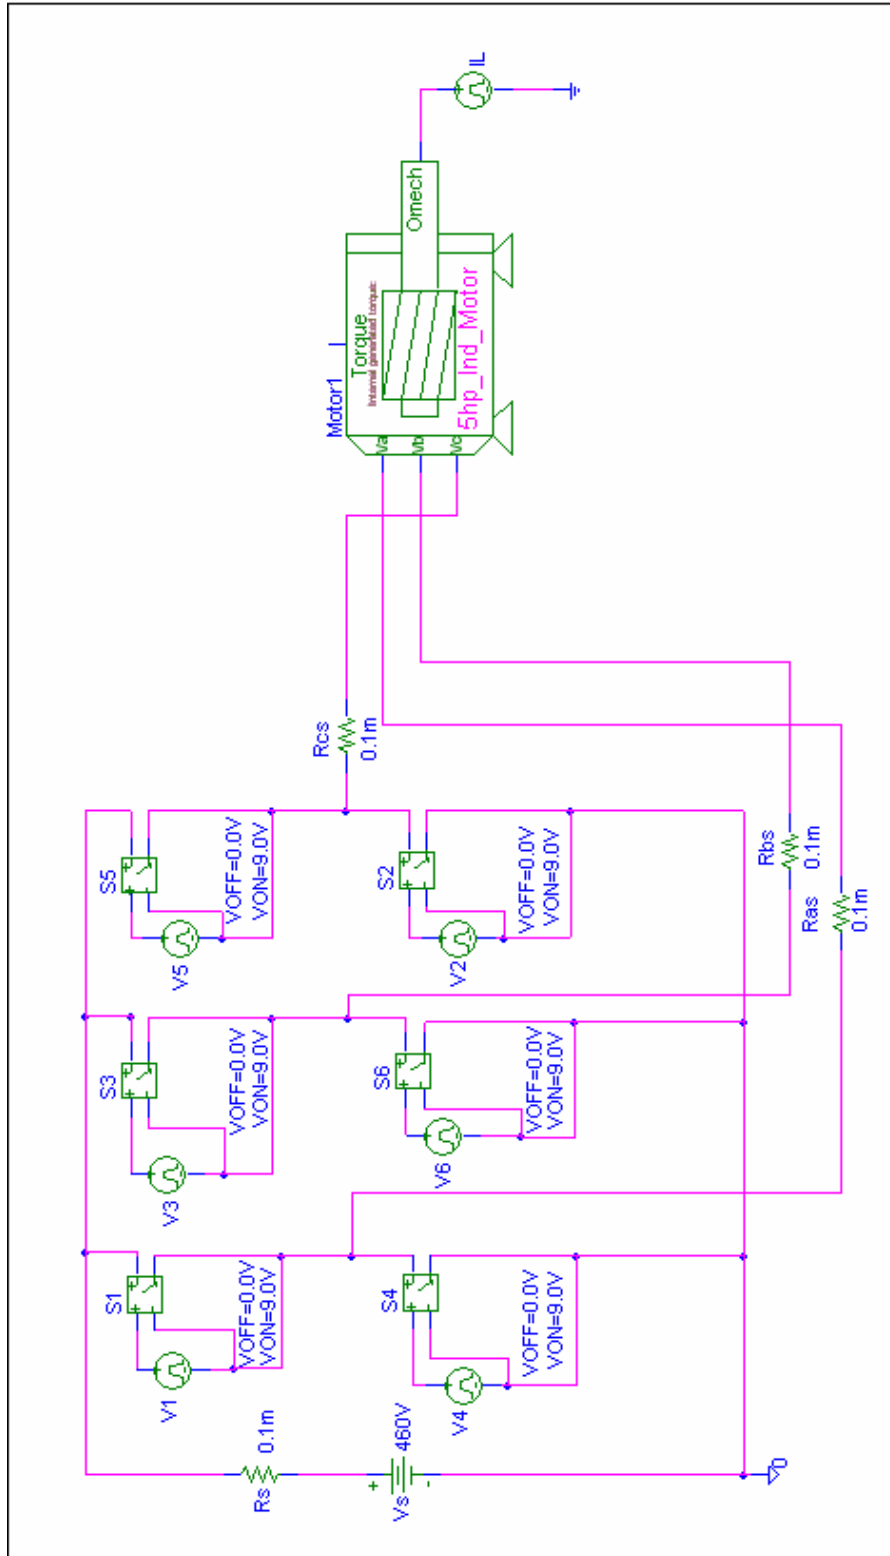 IL
Omech
Motor1
Torque
Internal generated torque:
5hp_Ind_Motor
Va
Vb
Vc
Rcs
0.1m
S5
VOFF=0.0V
VON=9.0V
V5
S2
VOFF=0.0V
VON=9.0V
V2
Rbs
0.1m
Ras
0.1m
S3
VOFF=0.0V
VON=9.0V
V3
S6
VOFF=0.0V
VON=9.0V
V6
S1
VOFF=0.0V
VON=9.0V
V1
S4
VOFF=0.0V
VON=9.0V
V4
Rs
0.1m
+
460V
Vs
-
0